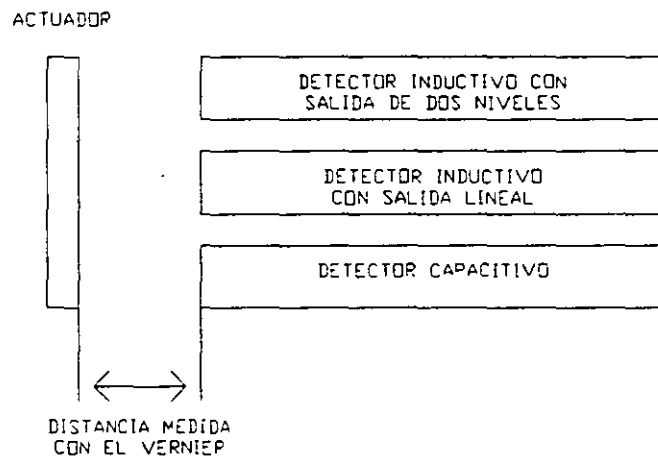 ACTUADOR
DETECTOR INDUCTIVO CON
SALIDA DE DOS NIVELES
DETECTOR INDUCTIVO
CON SALIDA LINEAL
DETECTOR CAPACITIVO
DISTANCIA MEDIDA
CON EL VERNIEP